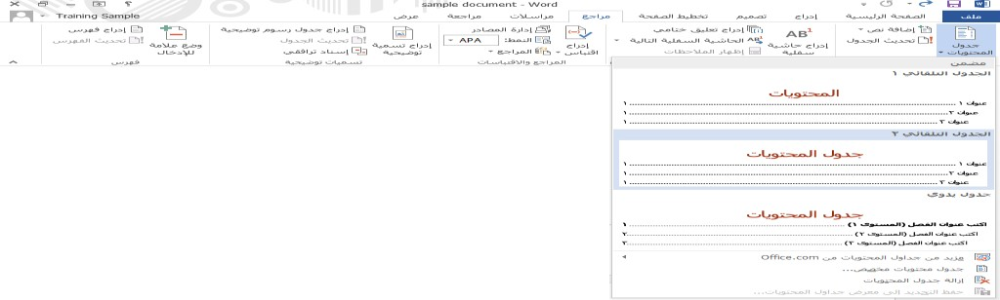 sample document - Word
Training Sample
ملف
الصفحة الرئيسية
إدراج
تصميم
تخطيط الصفحة
مراجع
مراسلات
مراجعة
عرض
جدول المحتويات
إضافة نص
تحديث الجدول
AB¹
إدراج حاشية سفلية
إدراج تعليق ختامي
الحاشية السفلية التالية
إظهار الملاحظات
إدراج اقتباس
إدارة المصادر
النمط: APA
المراجع
المراجع والاقتباسات
إدراج تسمية توضيحية
إدراج جدول رسوم توضيحية
تحديث الجدول
إسناد ترافقي
تسميات توضيحية
وضع علامة للإدخال
إدراج فهرس
تحديث الفهرس
فهرس
مضمن
الجدول التلقائي ١
المحتويات
عنوان ١ ........ ١
عنوان ٢ ........ ١
عنوان ٣ ........ ١
الجدول التلقائي ٢
جدول المحتويات
عنوان ١ ........ ١
عنوان ٢ ........ ١
عنوان ٣ ........ ١
جدول يدوي
جدول المحتويات
اكتب عنوان الفصل (المستوى ١) ........ ١
اكتب عنوان الفصل (المستوى ٢) ........ ٢
اكتب عنوان الفصل (المستوى ٣) ........ ٣
مزيد من جداول المحتويات من Office.com
جدول محتويات مخصص...
إزالة جدول المحتويات
حفظ التحديد إلى معرض جداول المحتويات...